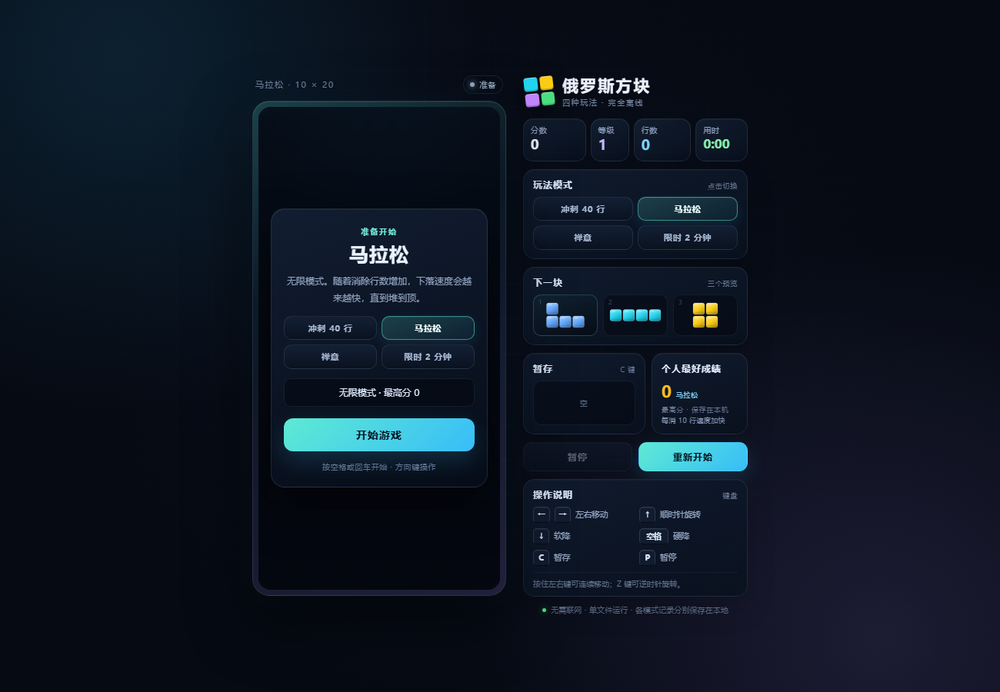 马拉松 · 10 × 20
准备
准备开始
马拉松
无限模式。随着消除行数增加，下落速度会越
来越快，直到堆到顶。
冲刺 40 行
马拉松
禅意
限时 2 分钟
无限模式 · 最高分 0
开始游戏
按空格或回车开始 · 方向键操作
俄罗斯方块
四种玩法 · 完全离线
分数
0
等级
1
行数
0
用时
0:00
玩法模式
点击切换
冲刺 40 行
马拉松
禅意
限时 2 分钟
下一块
三个预览
1
2
3
暂存
C 键
空
个人最好成绩
0 马拉松
最高分 · 保存在本机
每消 10 行速度加快
暂停
重新开始
操作说明
键盘
← → 左右移动
↑ 顺时针旋转
↓ 软降
空格 硬降
C 暂存
P 暂停
按住左右键可连续移动；Z 键可逆时针旋转。
无需联网 · 单文件运行 · 各模式记录分别保存在本地